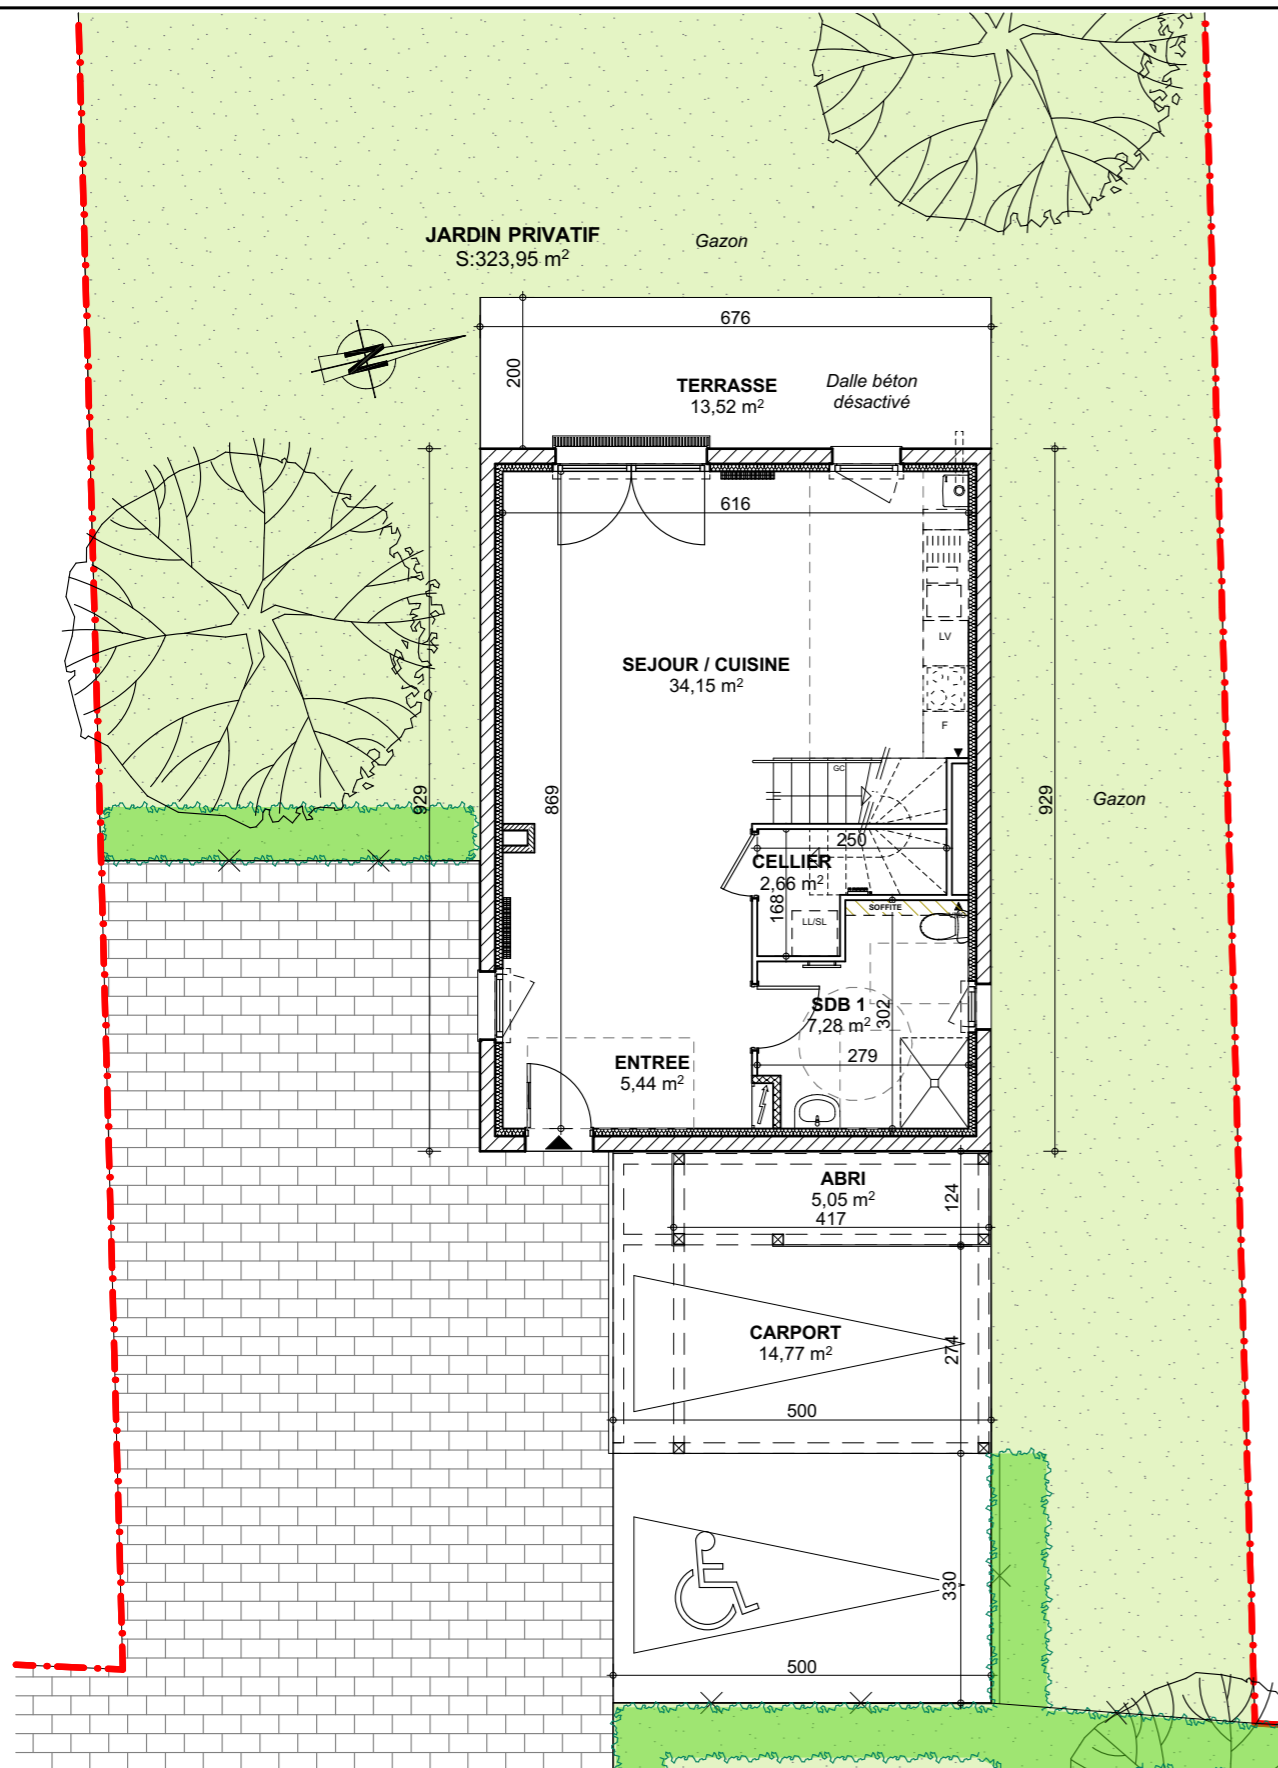 JARDIN PRIVATIF
S:323,95 m²
Gazon
N
676
200
TERRASSE
13,52 m²
Dalle béton
désactivé
616
LV
SEJOUR / CUISINE
34,15 m²
F
GC
929
869
929
Gazon
250
CELLIER
2,66 m²
168
LL/SL
SOFFITE
SDB 1
7,28 m²
302
279
ENTREE
5,44 m²
ABRI
5,05 m²
417
124
CARPORT
14,77 m²
274
500
330
500